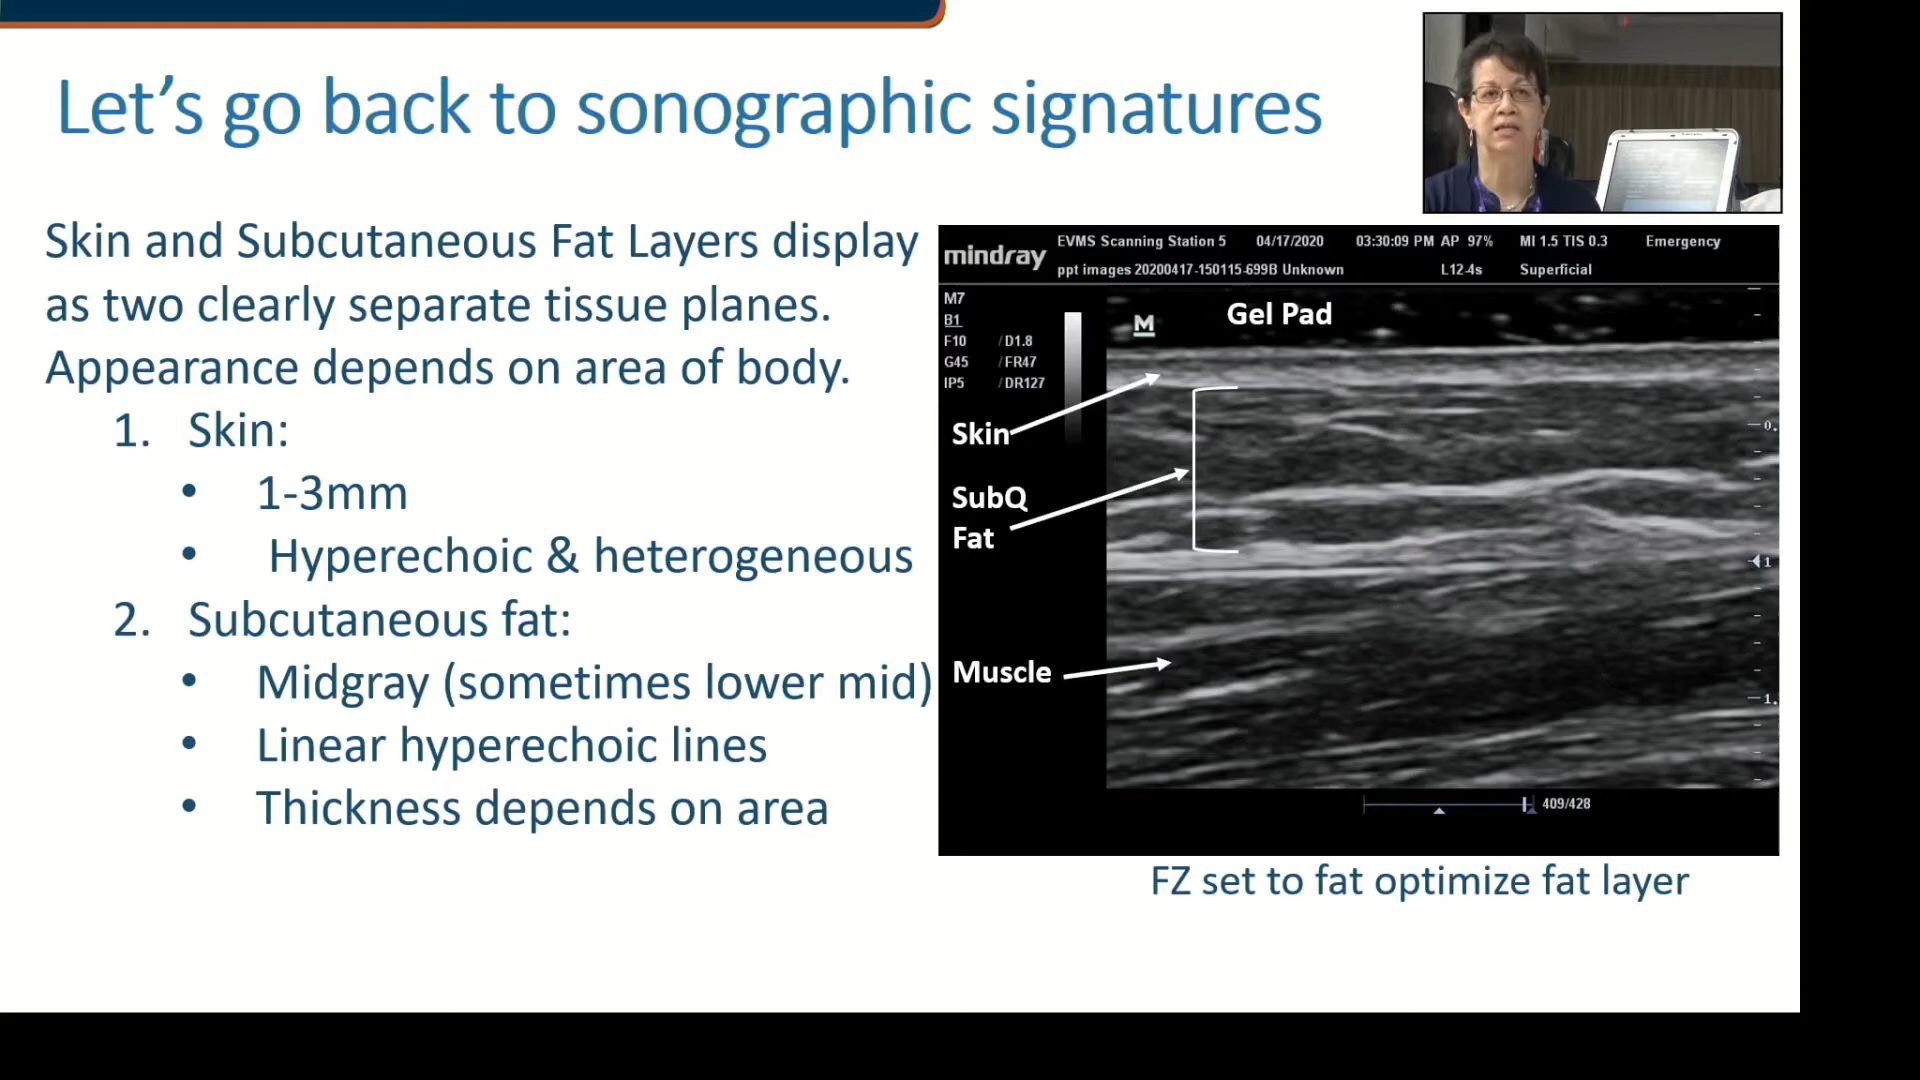 Let's go back to sonographic signatures
Skin and Subcutaneous Fat Layers display
as two clearly separate tissue planes.
Appearance depends on area of body.
1. Skin:
• 1-3mm
• Hyperechoic & heterogeneous
2. Subcutaneous fat:
• Midgray (sometimes lower mid)
• Linear hyperechoic lines
• Thickness depends on area
mindray
EVMS Scanning Station 5 04/17/2020 03:30:09 PM AP 97% MI 1.5 TIS 0.3 Emergency
ppt images 20200417-150115-699B Unknown L12-4s Superficial
M7
B1
F10 /D1.8
G45 /FR47
IP5 /DR127
M
Gel Pad
Skin
SubQ
Fat
Muscle
0.
1
1.
409/428
FZ set to fat optimize fat layer